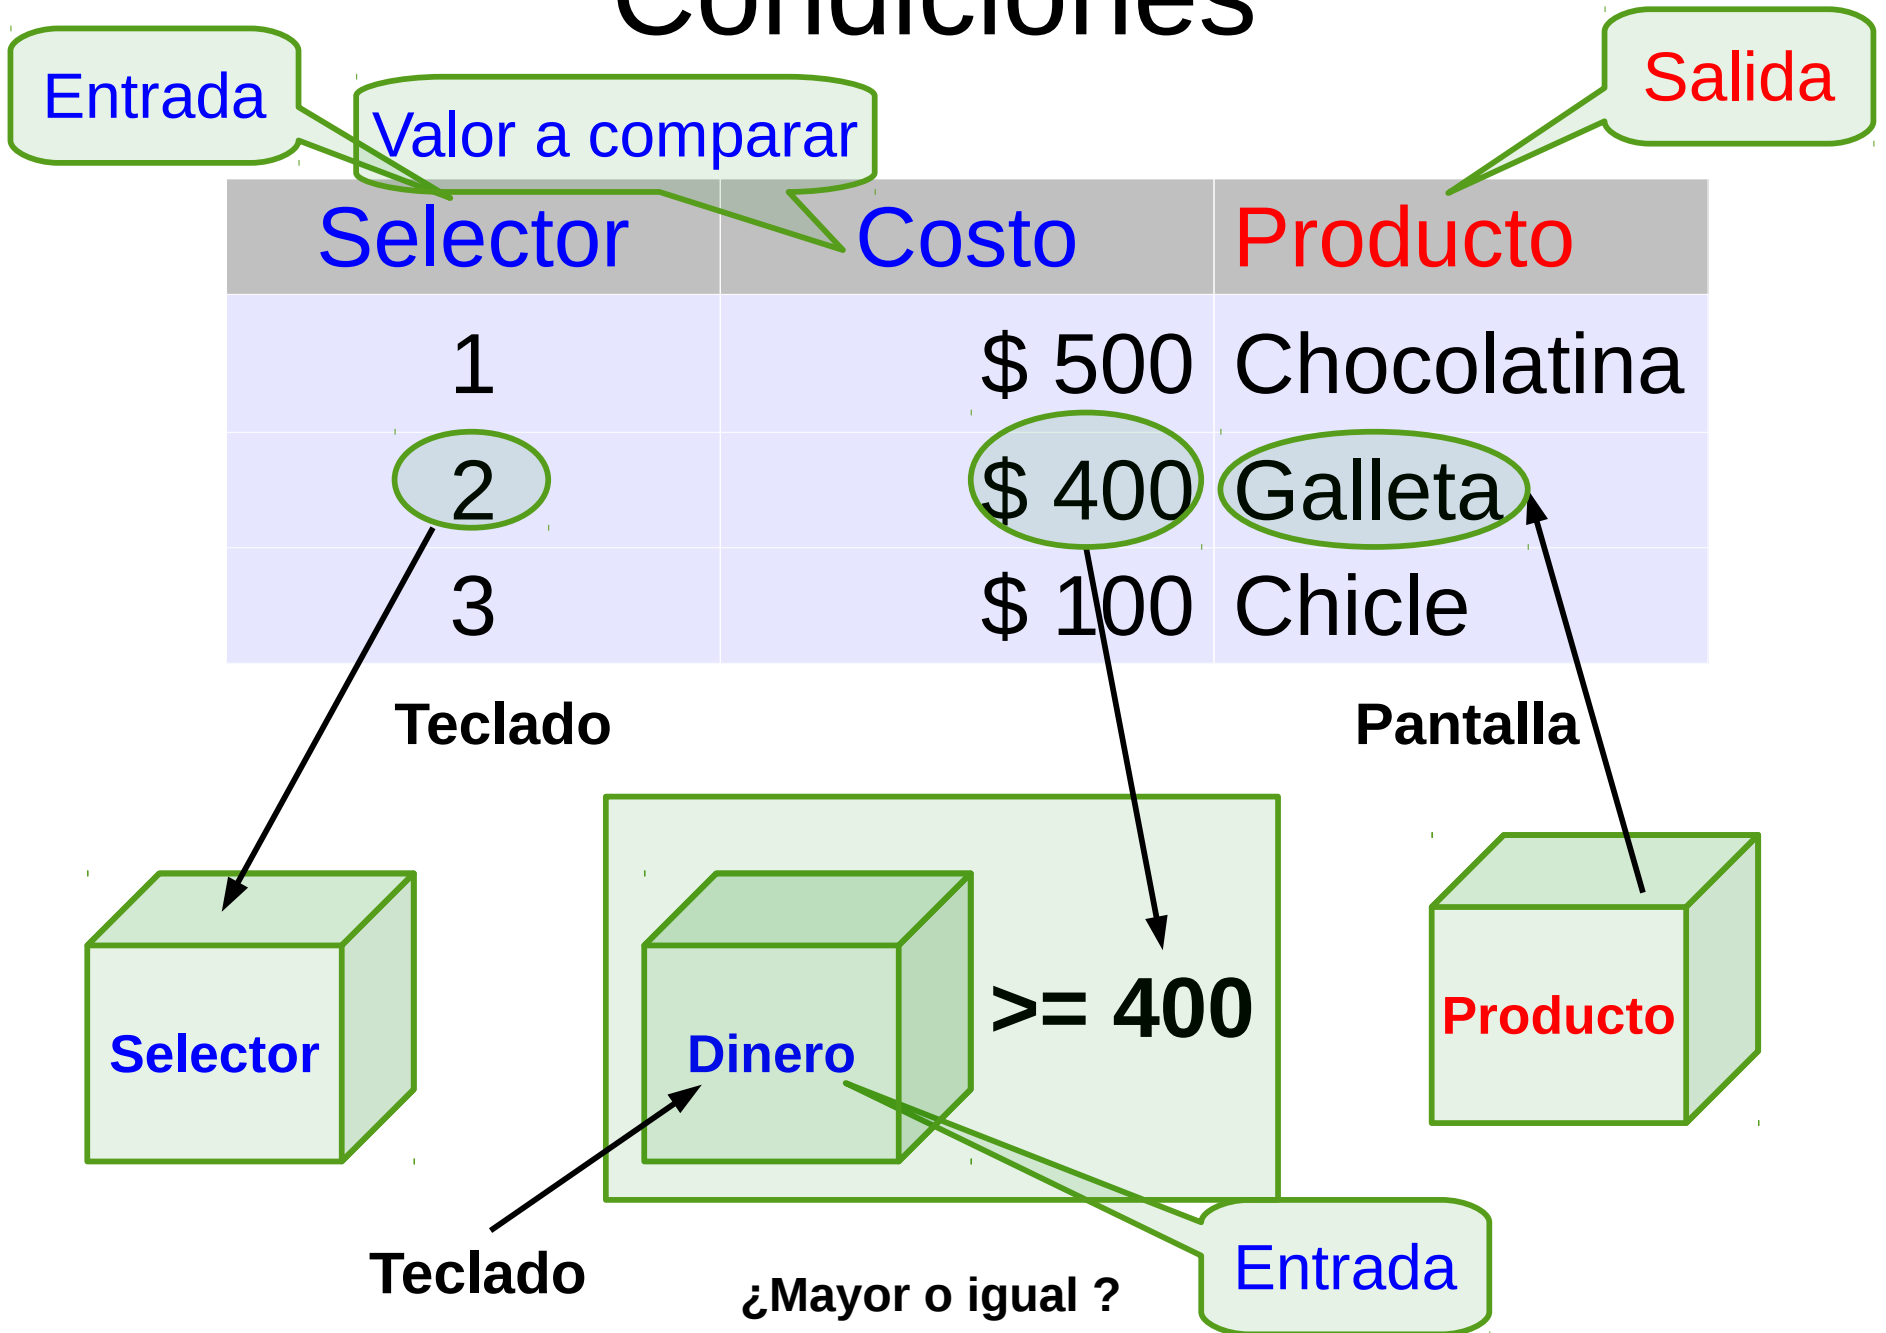 Condiciones
Entrada
Valor a comparar
Salida
Selector Costo Producto
1 $ 500 Chocolatina
2 $ 400 Galleta
3 $ 100 Chicle
Teclado
Pantalla
Selector
Dinero
>= 400
Producto
Teclado
¿Mayor o igual ?
Entrada